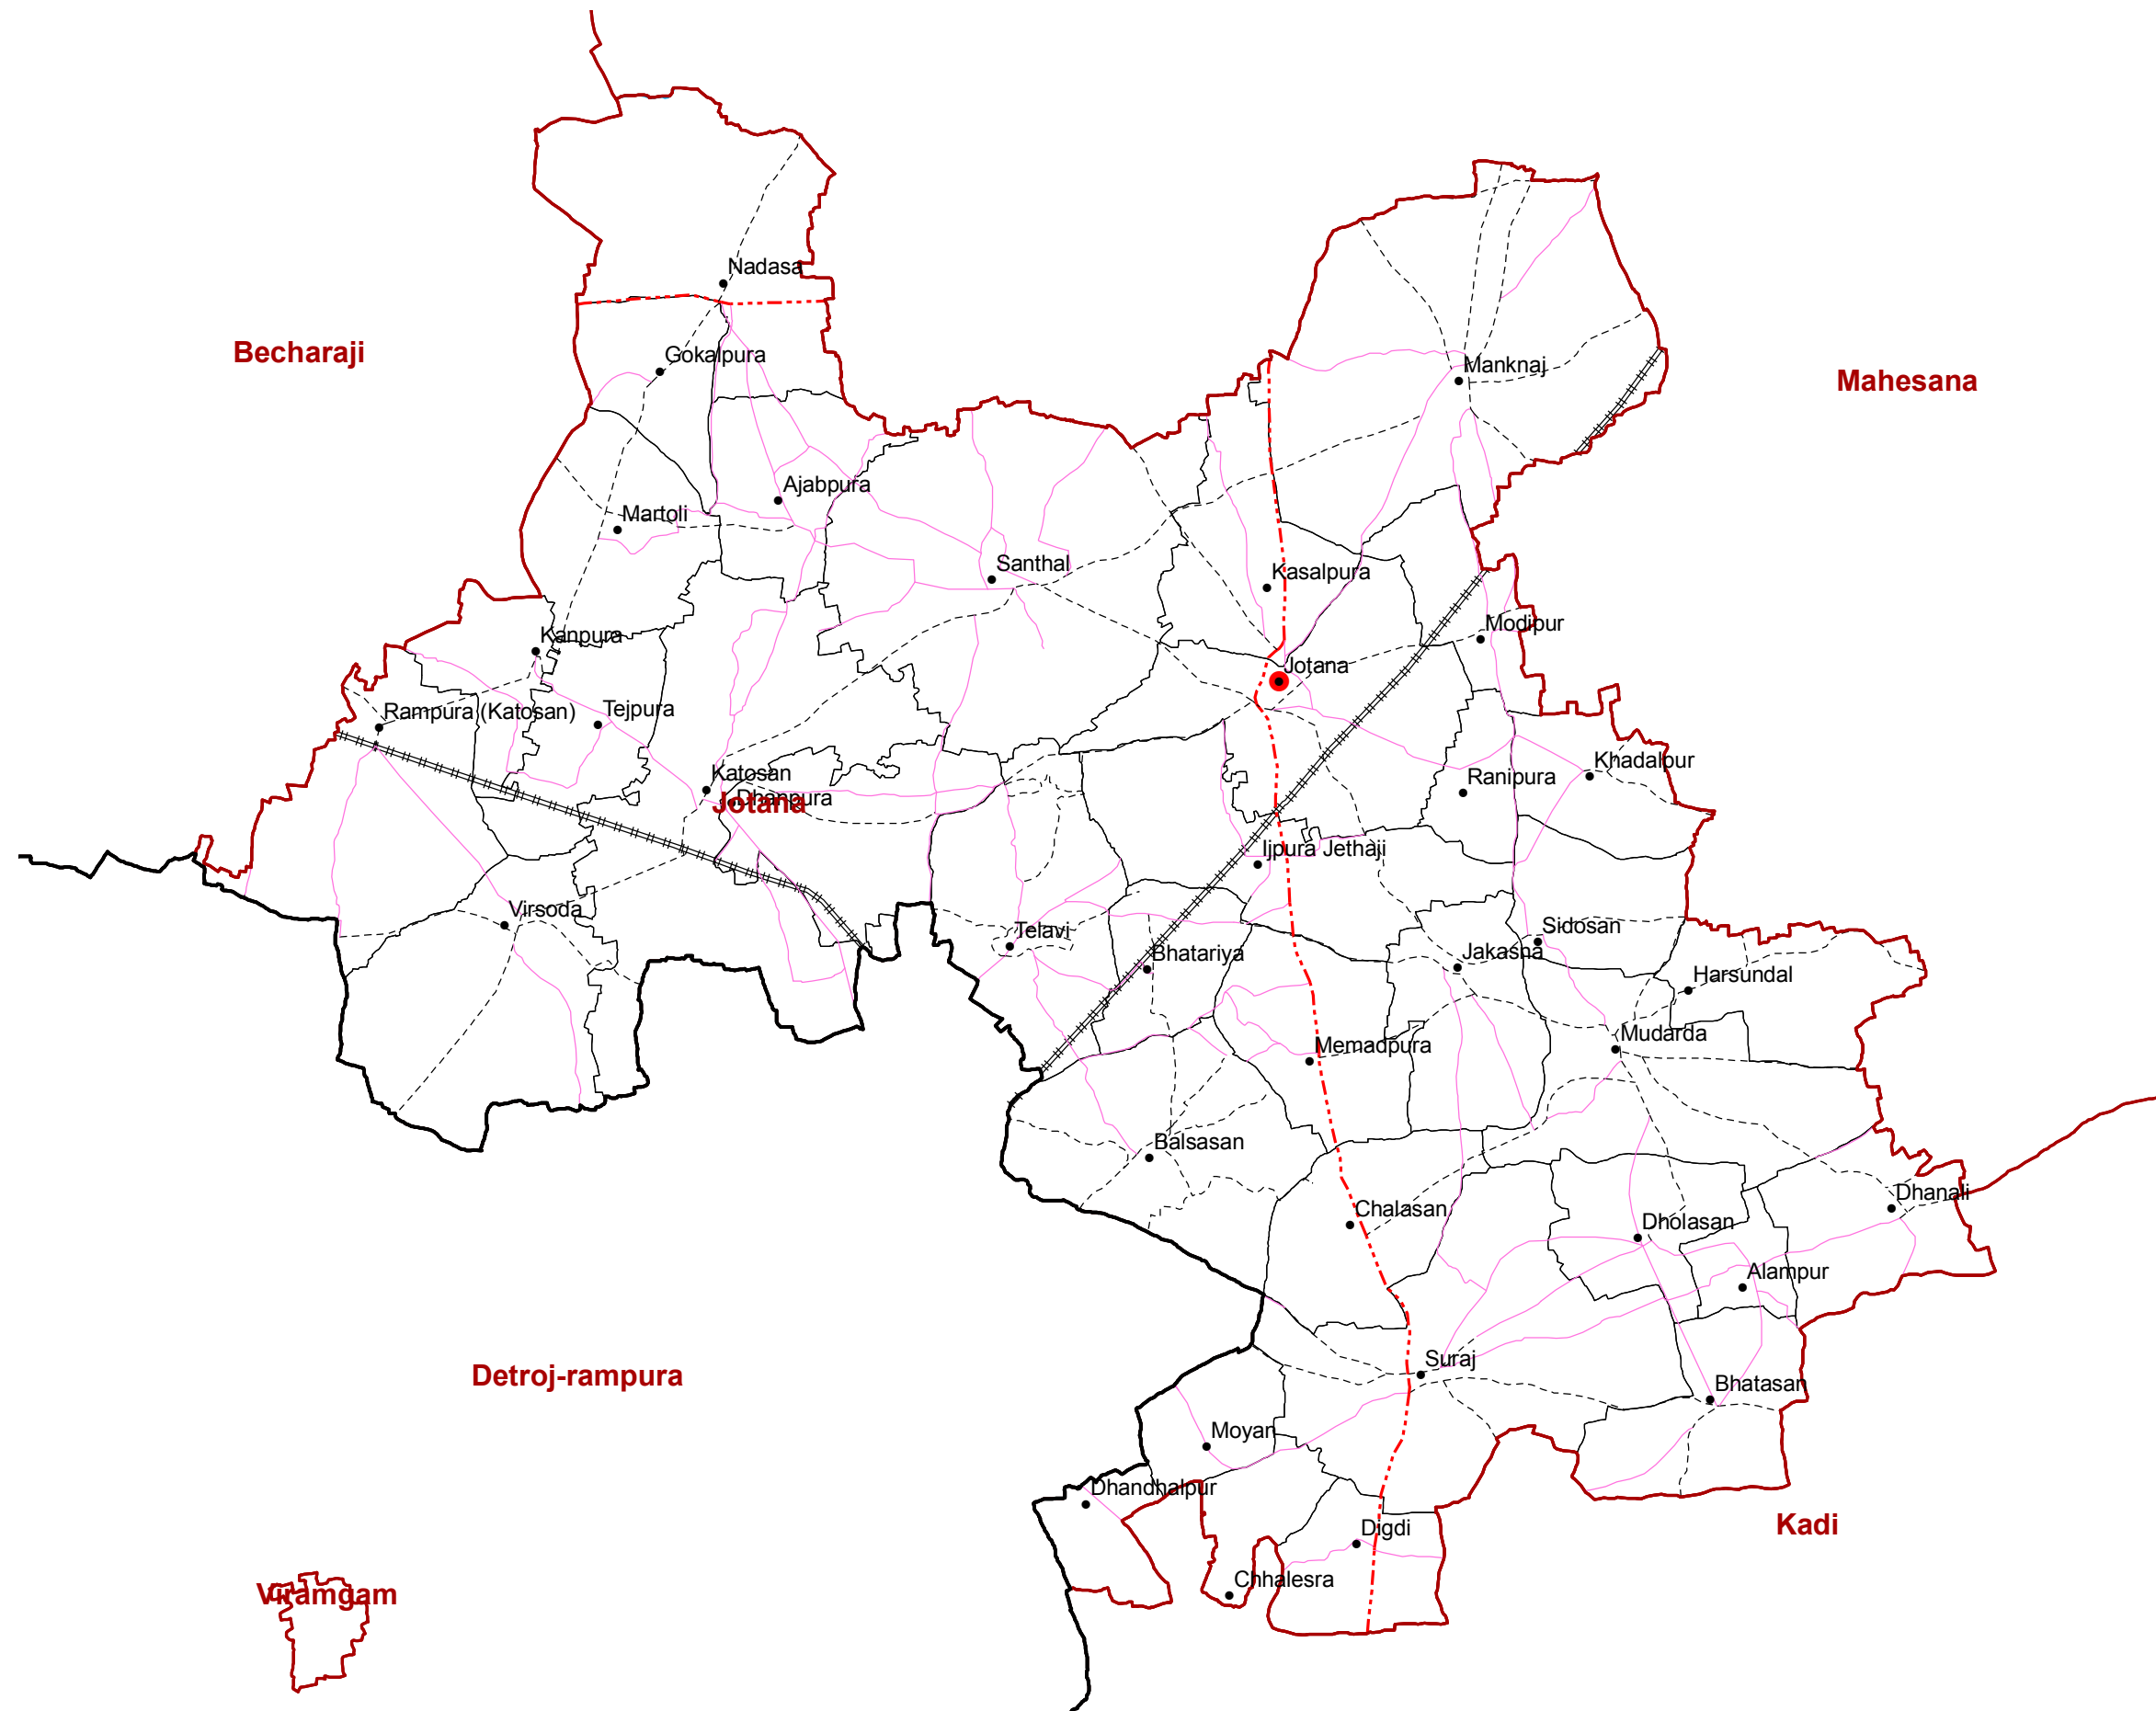 Nadasa
Becharaji
Gokalpura
Manknaj
Mahesana
Ajabpura
Martoli
Santhal
Kasalpura
Kanpura
Modipur
Jotana
Rampura (Katosan)
Tejpura
Katosan
Dhanpura
Jotana
Khadalpur
Ranipura
Ijpura Jethaji
Virsoda
Telavi
Sidosan
Bhatariya
Jakasna
Harsundal
Memadpura
Mudarda
Balsasan
Chalasan
Dhanali
Dholasan
Alampur
Detroj-rampura
Suraj
Bhatasan
Moyan
Dhandhalpur
Digdi
Kadi
Chhalesra
Viramgam